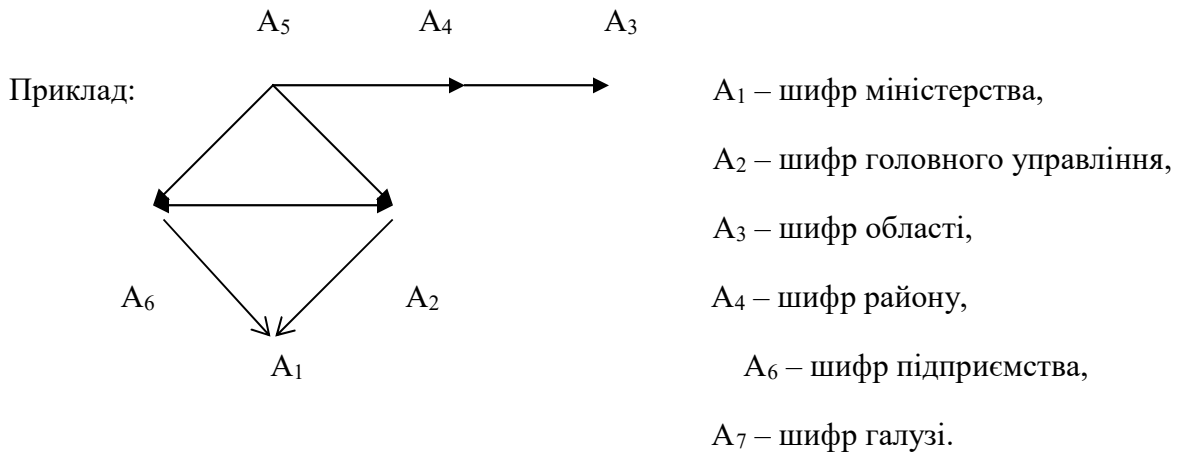 A₅ A₄ A₃
Приклад:
A₁ – шифр міністерства,
A₂ – шифр головного управління,
A₃ – шифр області,
A₆ A₂
A₄ – шифр району,
A₁
A₆ – шифр підприємства,
A₇ – шифр галузі.